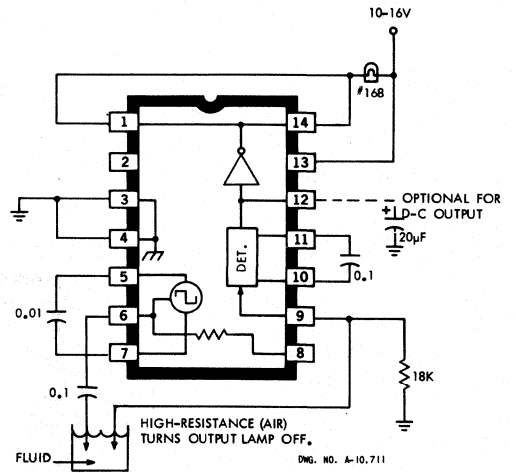 10-16V
#168
1
14
2
13
3
12
OPTIONAL FOR
D-C OUTPUT
+
20µF
4
11
DET.
5
10
0.1
0.01
6
9
7
8
18K
0.1
HIGH-RESISTANCE (AIR)
TURNS OUTPUT LAMP OFF.
FLUID
DWG. NO. A-10,711